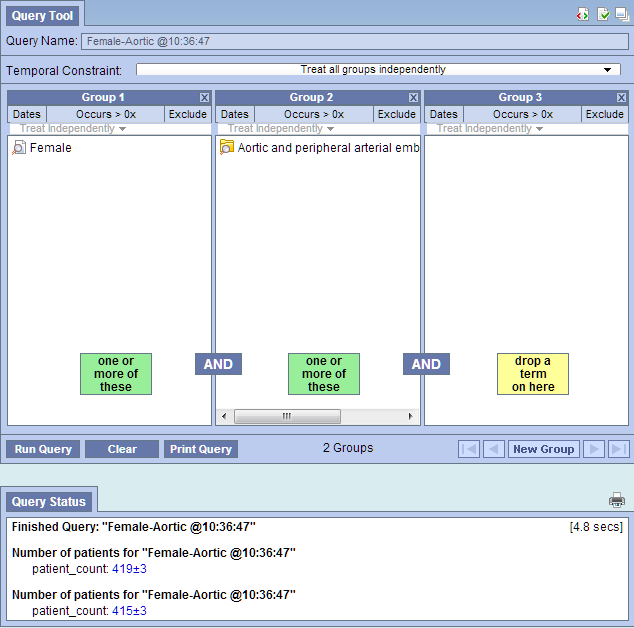 Query Tool
Query Name: Female-Aortic @10:36:47
Temporal Constraint: Treat all groups independently
Group 1 Group 2 Group 3
Dates Occurs > 0x Exclude Dates Occurs > 0x Exclude Dates Occurs > 0x Exclude
Treat Independently Treat Independently Treat Independently
Female Aortic and peripheral arterial emb
one or more of these AND one or more of these AND drop a term on here
Run Query Clear Print Query 2 Groups New Group
Query Status
Finished Query: "Female-Aortic @10:36:47" [4.8 secs]
Number of patients for "Female-Aortic @10:36:47"
patient_count: 419±3
Number of patients for "Female-Aortic @10:36:47"
patient_count: 415±3